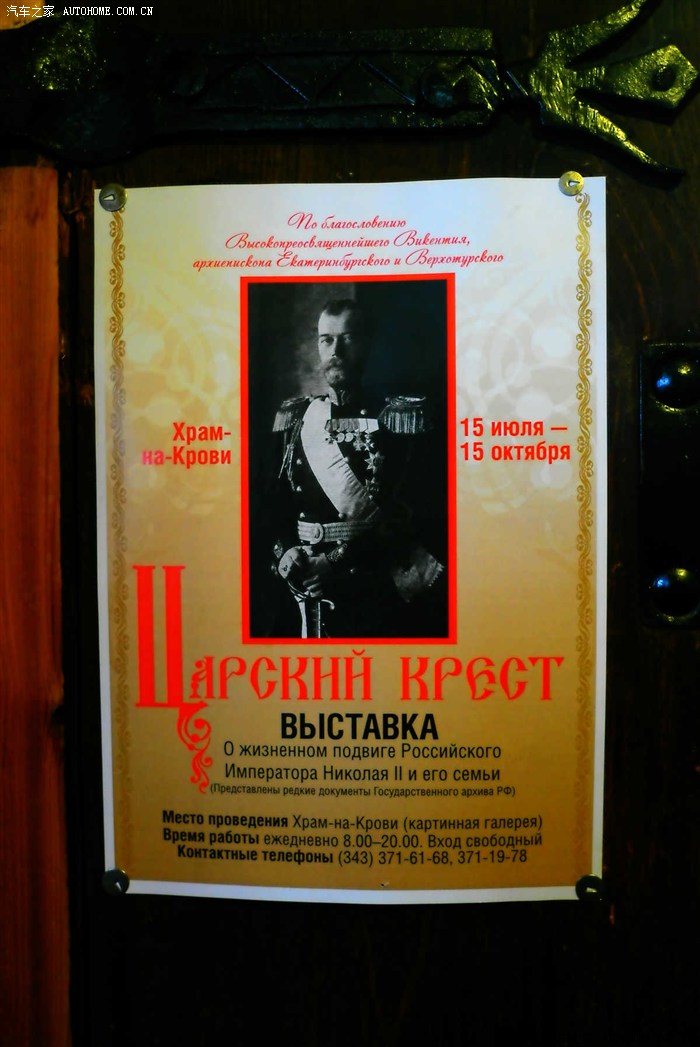 汽车之家 AUTOHOME.COM.CN
По благословению
Высокопреосвященнейшего Викентия,
архиепископа Екатеринбургского и Верхотурского
Храм-
на-Крови
15 июля —
15 октября
Царский крест
ВЫСТАВКА
О жизненном подвиге Российского
Императора Николая II и его семьи
(Представлены редкие документы Государственного архива РФ)
Место проведения Храм-на-Крови (картинная галерея)
Время работы ежедневно 8.00–20.00. Вход свободный
Контактные телефоны (343) 371-61-68, 371-19-78